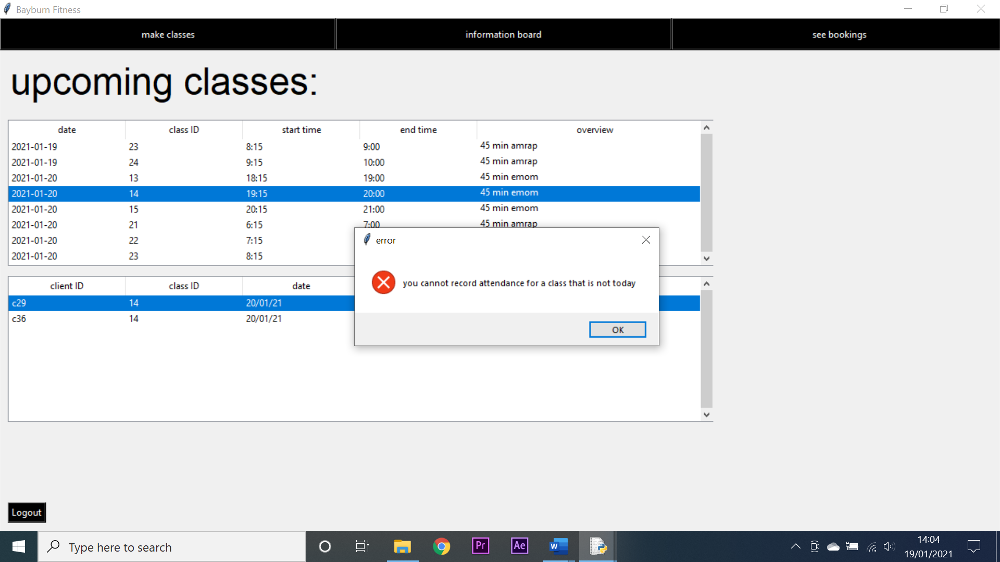 Bayburn Fitness
make classes information board see bookings
upcoming classes:
date class ID start time end time overview
2021-01-19 23 8:15 9:00 45 min amrap
2021-01-19 24 9:15 10:00 45 min amrap
2021-01-20 13 18:15 19:00 45 min emom
2021-01-20 14 19:15 20:00 45 min emom
2021-01-20 15 20:15 21:00 45 min emom
2021-01-20 21 6:15 7:00 45 min amrap
2021-01-20 22 7:15
2021-01-20 23 8:15
error
you cannot record attendance for a class that is not today
OK
client ID class ID date
c29 14 20/01/21
c36 14 20/01/21
Logout
Type here to search
Pr Ae W
14:04
19/01/2021